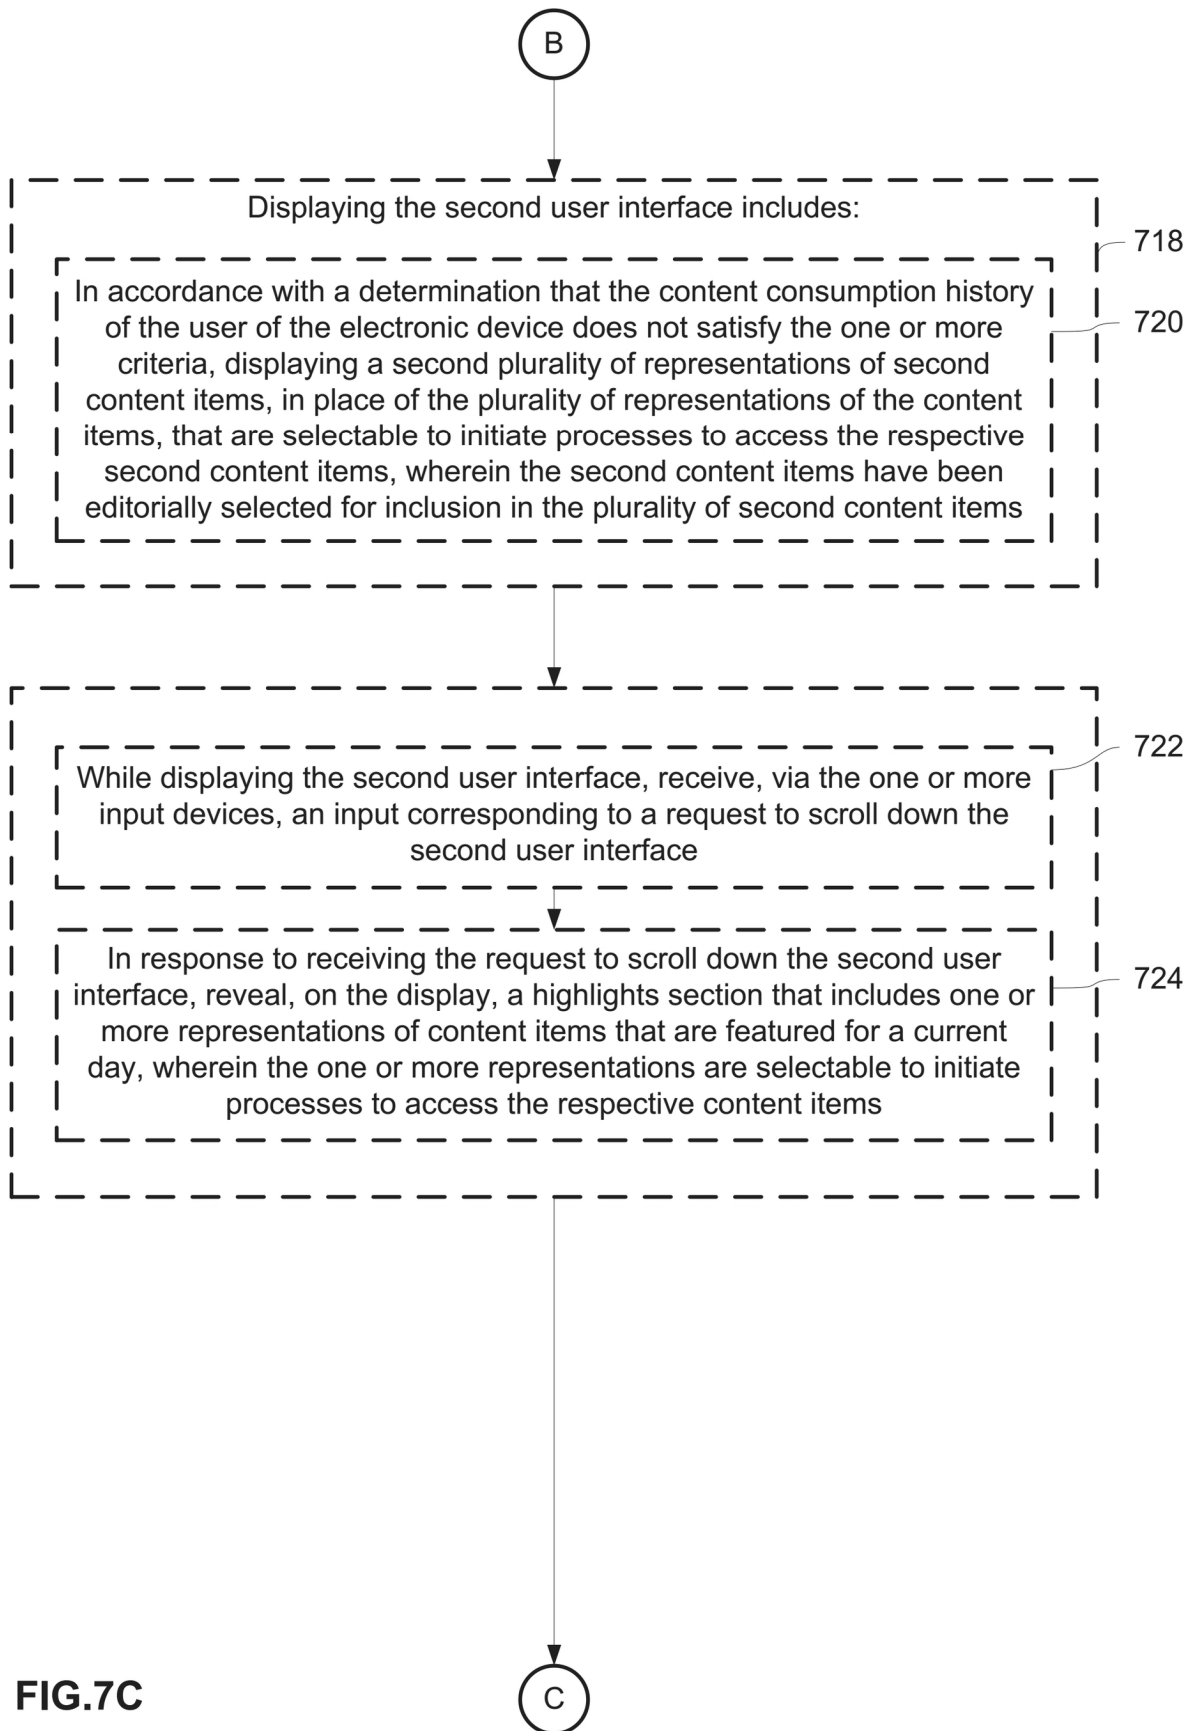 B
Displaying the second user interface includes:
718
In accordance with a determination that the content consumption history
of the user of the electronic device does not satisfy the one or more
criteria, displaying a second plurality of representations of second
content items, in place of the plurality of representations of the content
items, that are selectable to initiate processes to access the respective
second content items, wherein the second content items have been
editorially selected for inclusion in the plurality of second content items
720
While displaying the second user interface, receive, via the one or more
input devices, an input corresponding to a request to scroll down the
second user interface
722
In response to receiving the request to scroll down the second user
interface, reveal, on the display, a highlights section that includes one or
more representations of content items that are featured for a current
day, wherein the one or more representations are selectable to initiate
processes to access the respective content items
724
FIG.7C
C